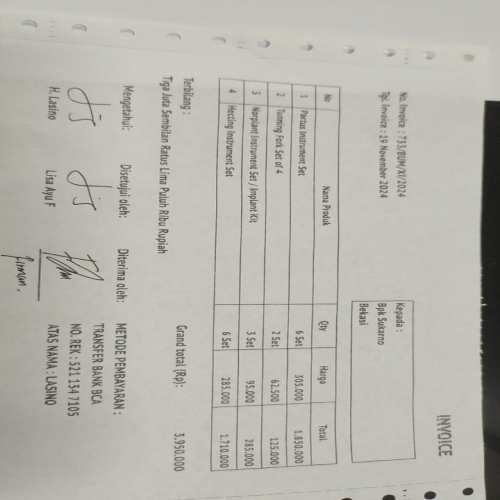 INVOICE
No. Invoice : 733/BUM/XI/2024
Tgl. Invoice : 19 November 2024
Kepada :
Bpk Sukarno
Bekasi
No Nama Produk Qty Harga Total
1 Partus Instrument Set 6 Set 305.000 1.830.000
2 Tunning Fork Set of 4 2 Set 62.500 125.000
3 Norplant Instrument Set / Implant Kit 3 Set 95.000 285.000
4 Hecting Instrument Set 6 Set 285.000 1.710.000
Grand total (Rp): 3.950.000
Terbilang :
Tiga Juta Sembilan Ratus Lima Puluh Ribu Rupiah
Mengetahui: Disetujui oleh: Diterima oleh:
H. Lasino Lisa Ayu F
METODE PEMBAYARAN :
TRANSFER BANK BCA
NO. REK : 521 154 7105
ATAS NAMA : LASINO